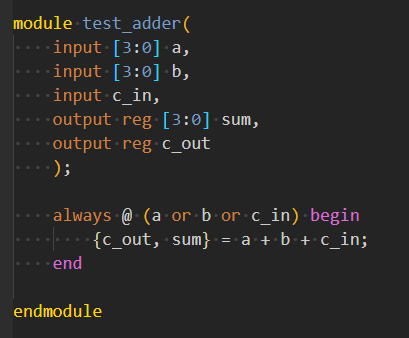 module test_adder(
    input [3:0] a,
    input [3:0] b,
    input c_in,
    output reg [3:0] sum,
    output reg c_out
    );

    always @ (a or b or c_in) begin
        {c_out, sum} = a + b + c_in;
    end

endmodule